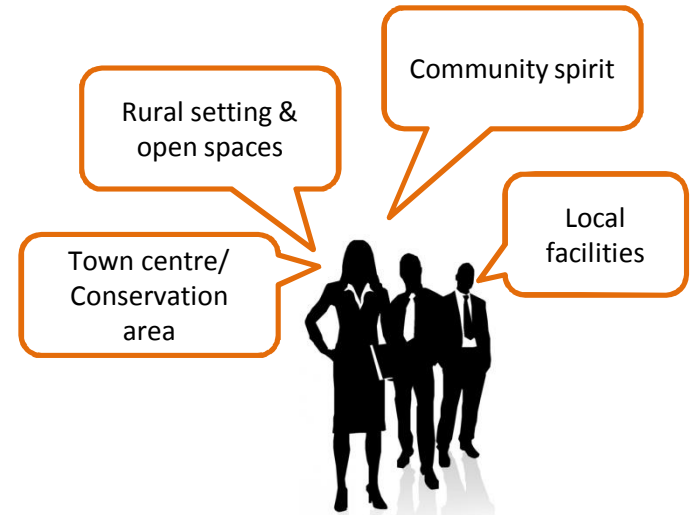 Community spirit
Rural setting &
open spaces
Local
facilities
Town centre/
Conservation
area